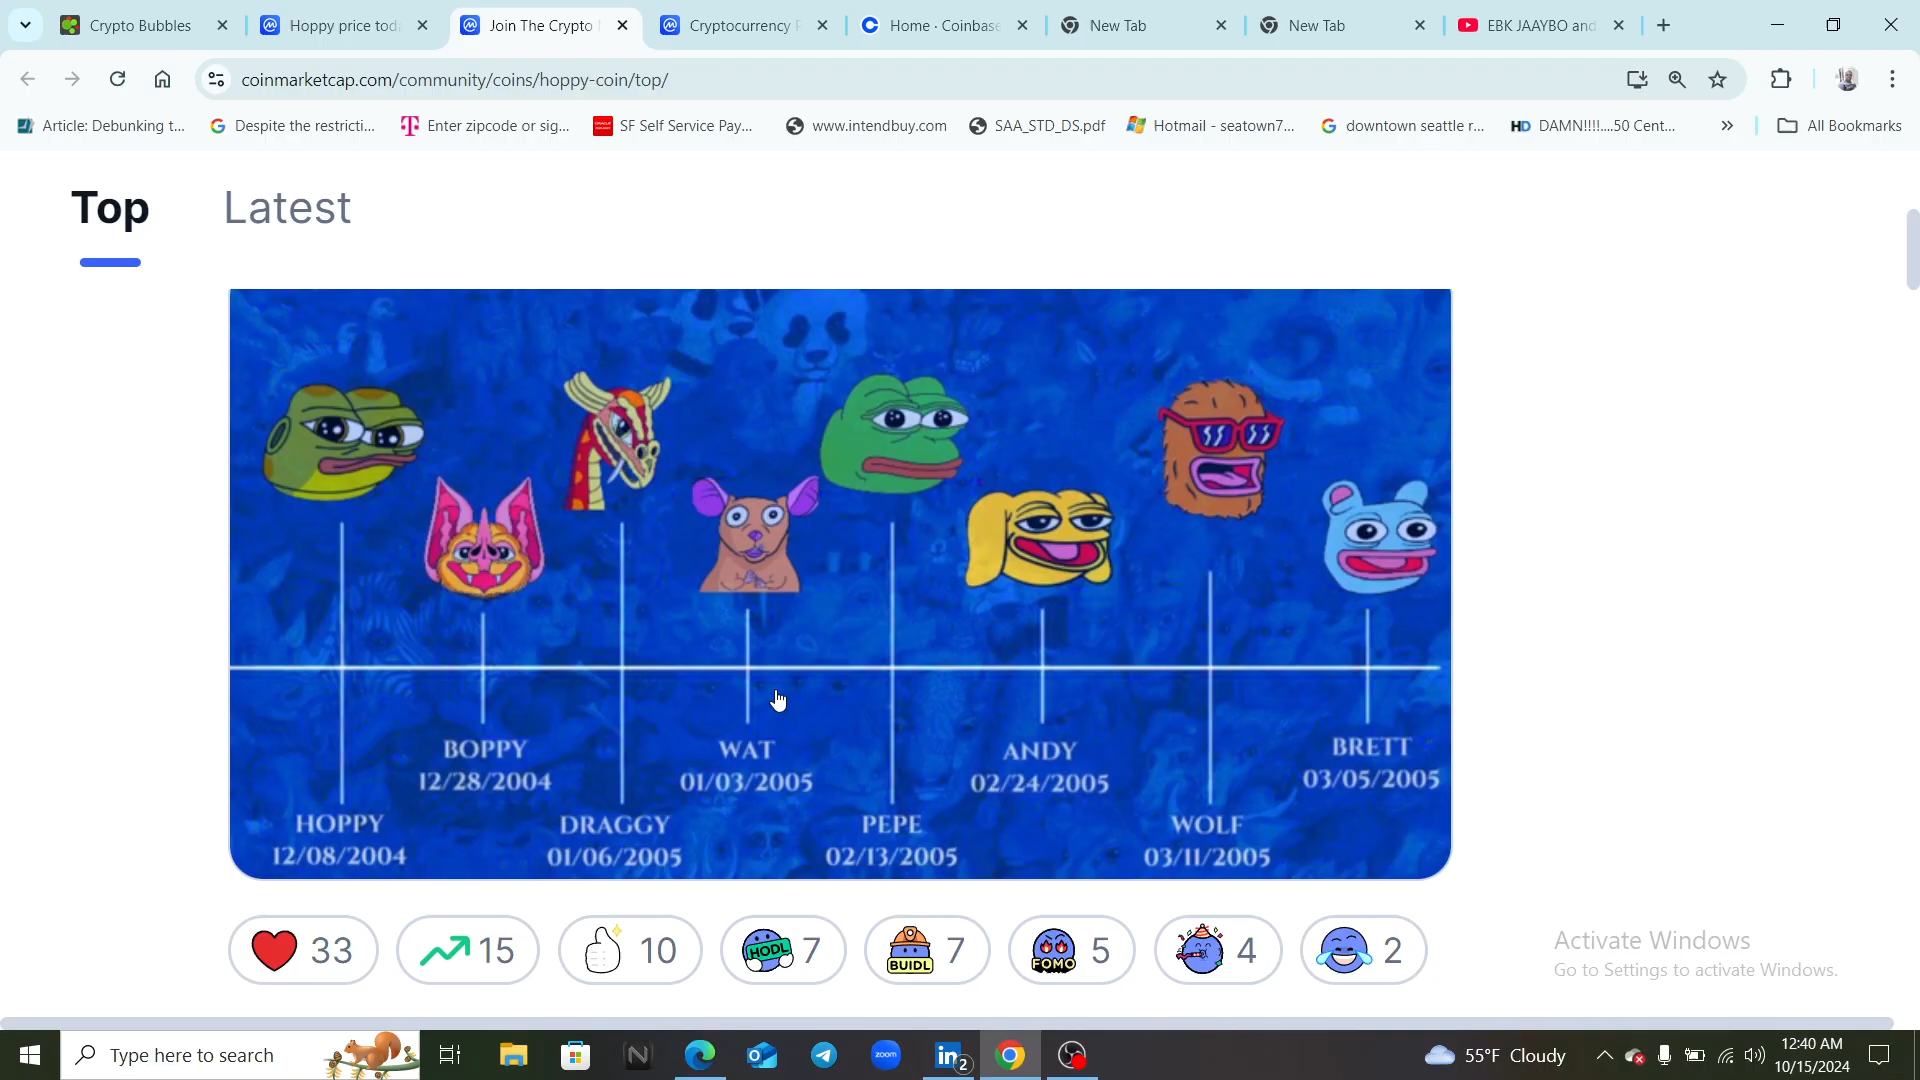 Crypto Bubbles
Hoppy price tod
Join The Crypto
Cryptocurrency P
Home · Coinbase
New Tab
New Tab
EBK JAAYBO and
coinmarketcap.com/community/coins/hoppy-coin/top/
Article: Debunking t...
Despite the restricti...
Enter zipcode or sig...
SF Self Service Pay...
www.intendbuy.com
SAA_STD_DS.pdf
Hotmail - seatown7...
downtown seattle r...
HD DAMN!!!!....50 Cent...
All Bookmarks
Top
Latest
HOPPY
12/08/2004
BOPPY
12/28/2004
DRAGGY
01/06/2005
WAT
01/03/2005
PEPE
02/13/2005
ANDY
02/24/2005
WOLF
03/11/2005
BRETT
03/05/2005
33
15
10
HODL 7
BUIDL 7
FOMO 5
4
2
Activate Windows
Go to Settings to activate Windows.
Type here to search
zoom
in 2
55°F Cloudy
12:40 AM
10/15/2024